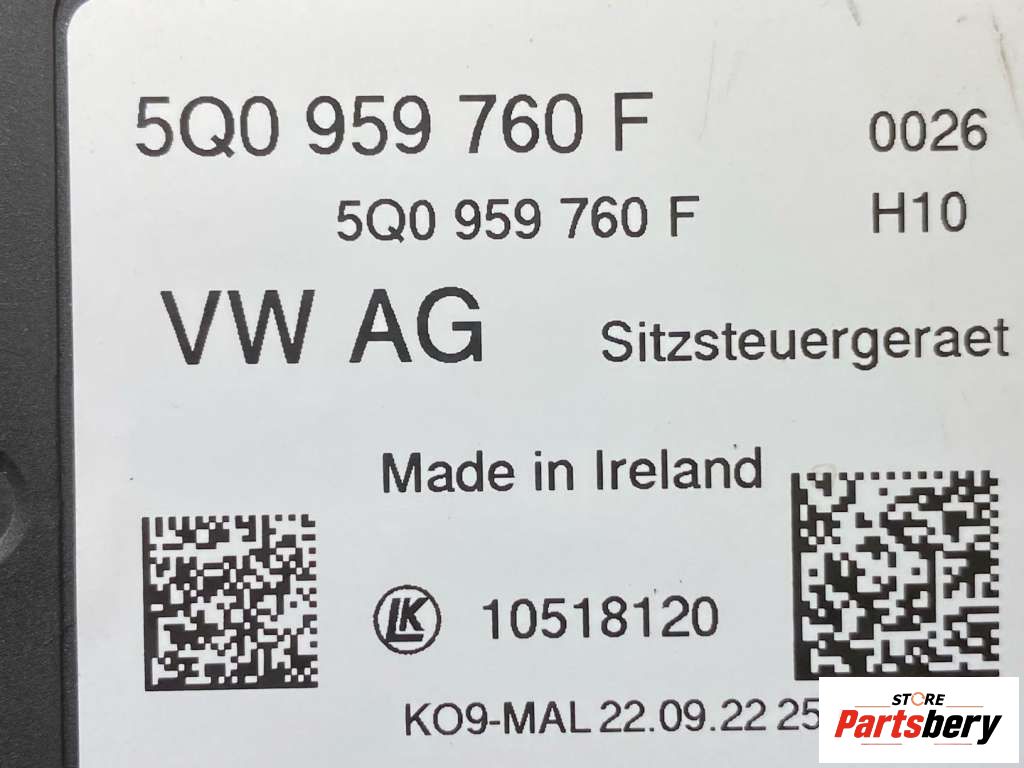 5Q0 959 760 F 0026
5Q0 959 760 F H10
VW AG Sitzsteuergeraet
Made in Ireland
LK 10518120
KO9-MAL 22.09.22 25
STORE
Partsbery